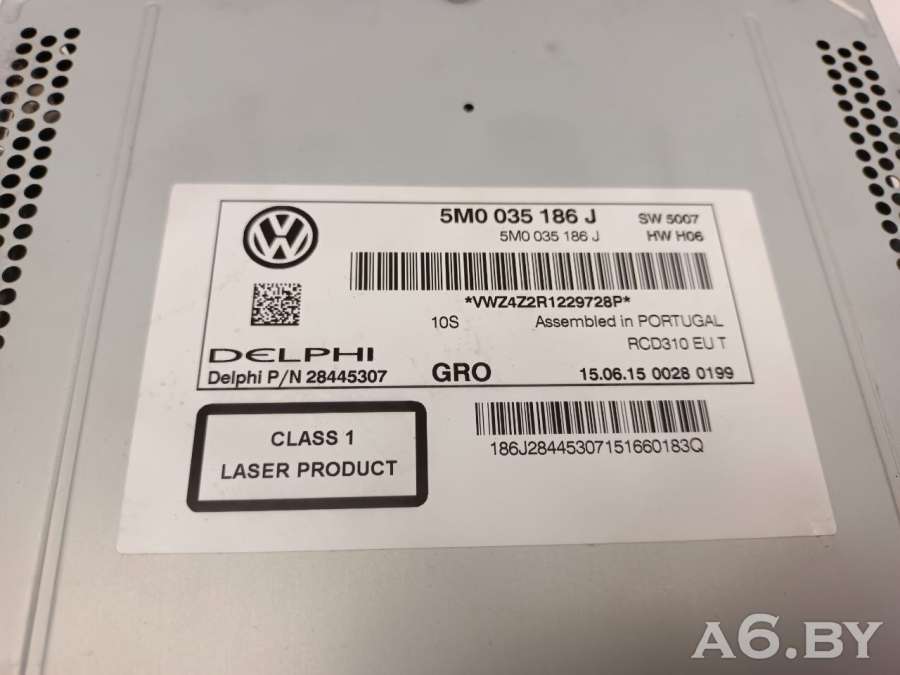 5M0 035 186 J SW 5007
5M0 035 186 J HW H06
*VWZ4Z2R1229728P*
10S Assembled in PORTUGAL
RCD310 EU T
DELPHI
Delphi P/N 28445307 GRO 15.06.15 0028 0199
CLASS 1
LASER PRODUCT
186J28445307151660183Q
A6.BY